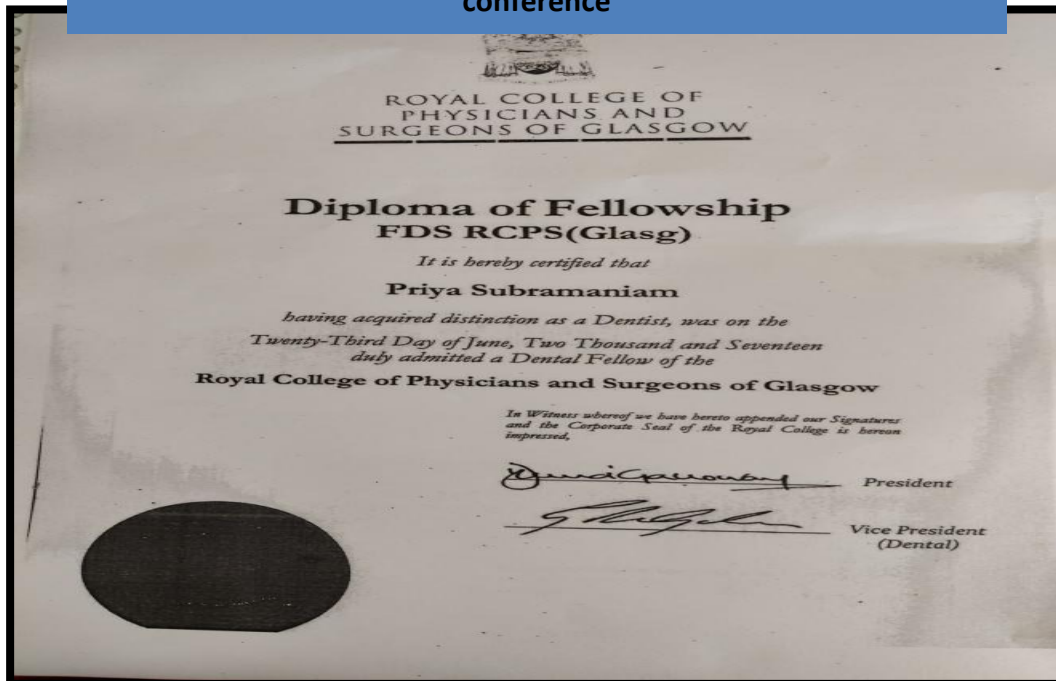 conference
ROYAL COLLEGE OF
PHYSICIANS AND
SURGEONS OF GLASGOW
Diploma of Fellowship
FDS RCPS(Glasg)
It is hereby certified that
Priya Subramaniam
having acquired distinction as a Dentist, was on the
Twenty-Third Day of June, Two Thousand and Seventeen
duly admitted a Dental Fellow of the
Royal College of Physicians and Surgeons of Glasgow
In Witness whereof we have hereto appended our Signatures
and the Corporate Seal of the Royal College is hereon
impressed,
President
Vice President
(Dental)